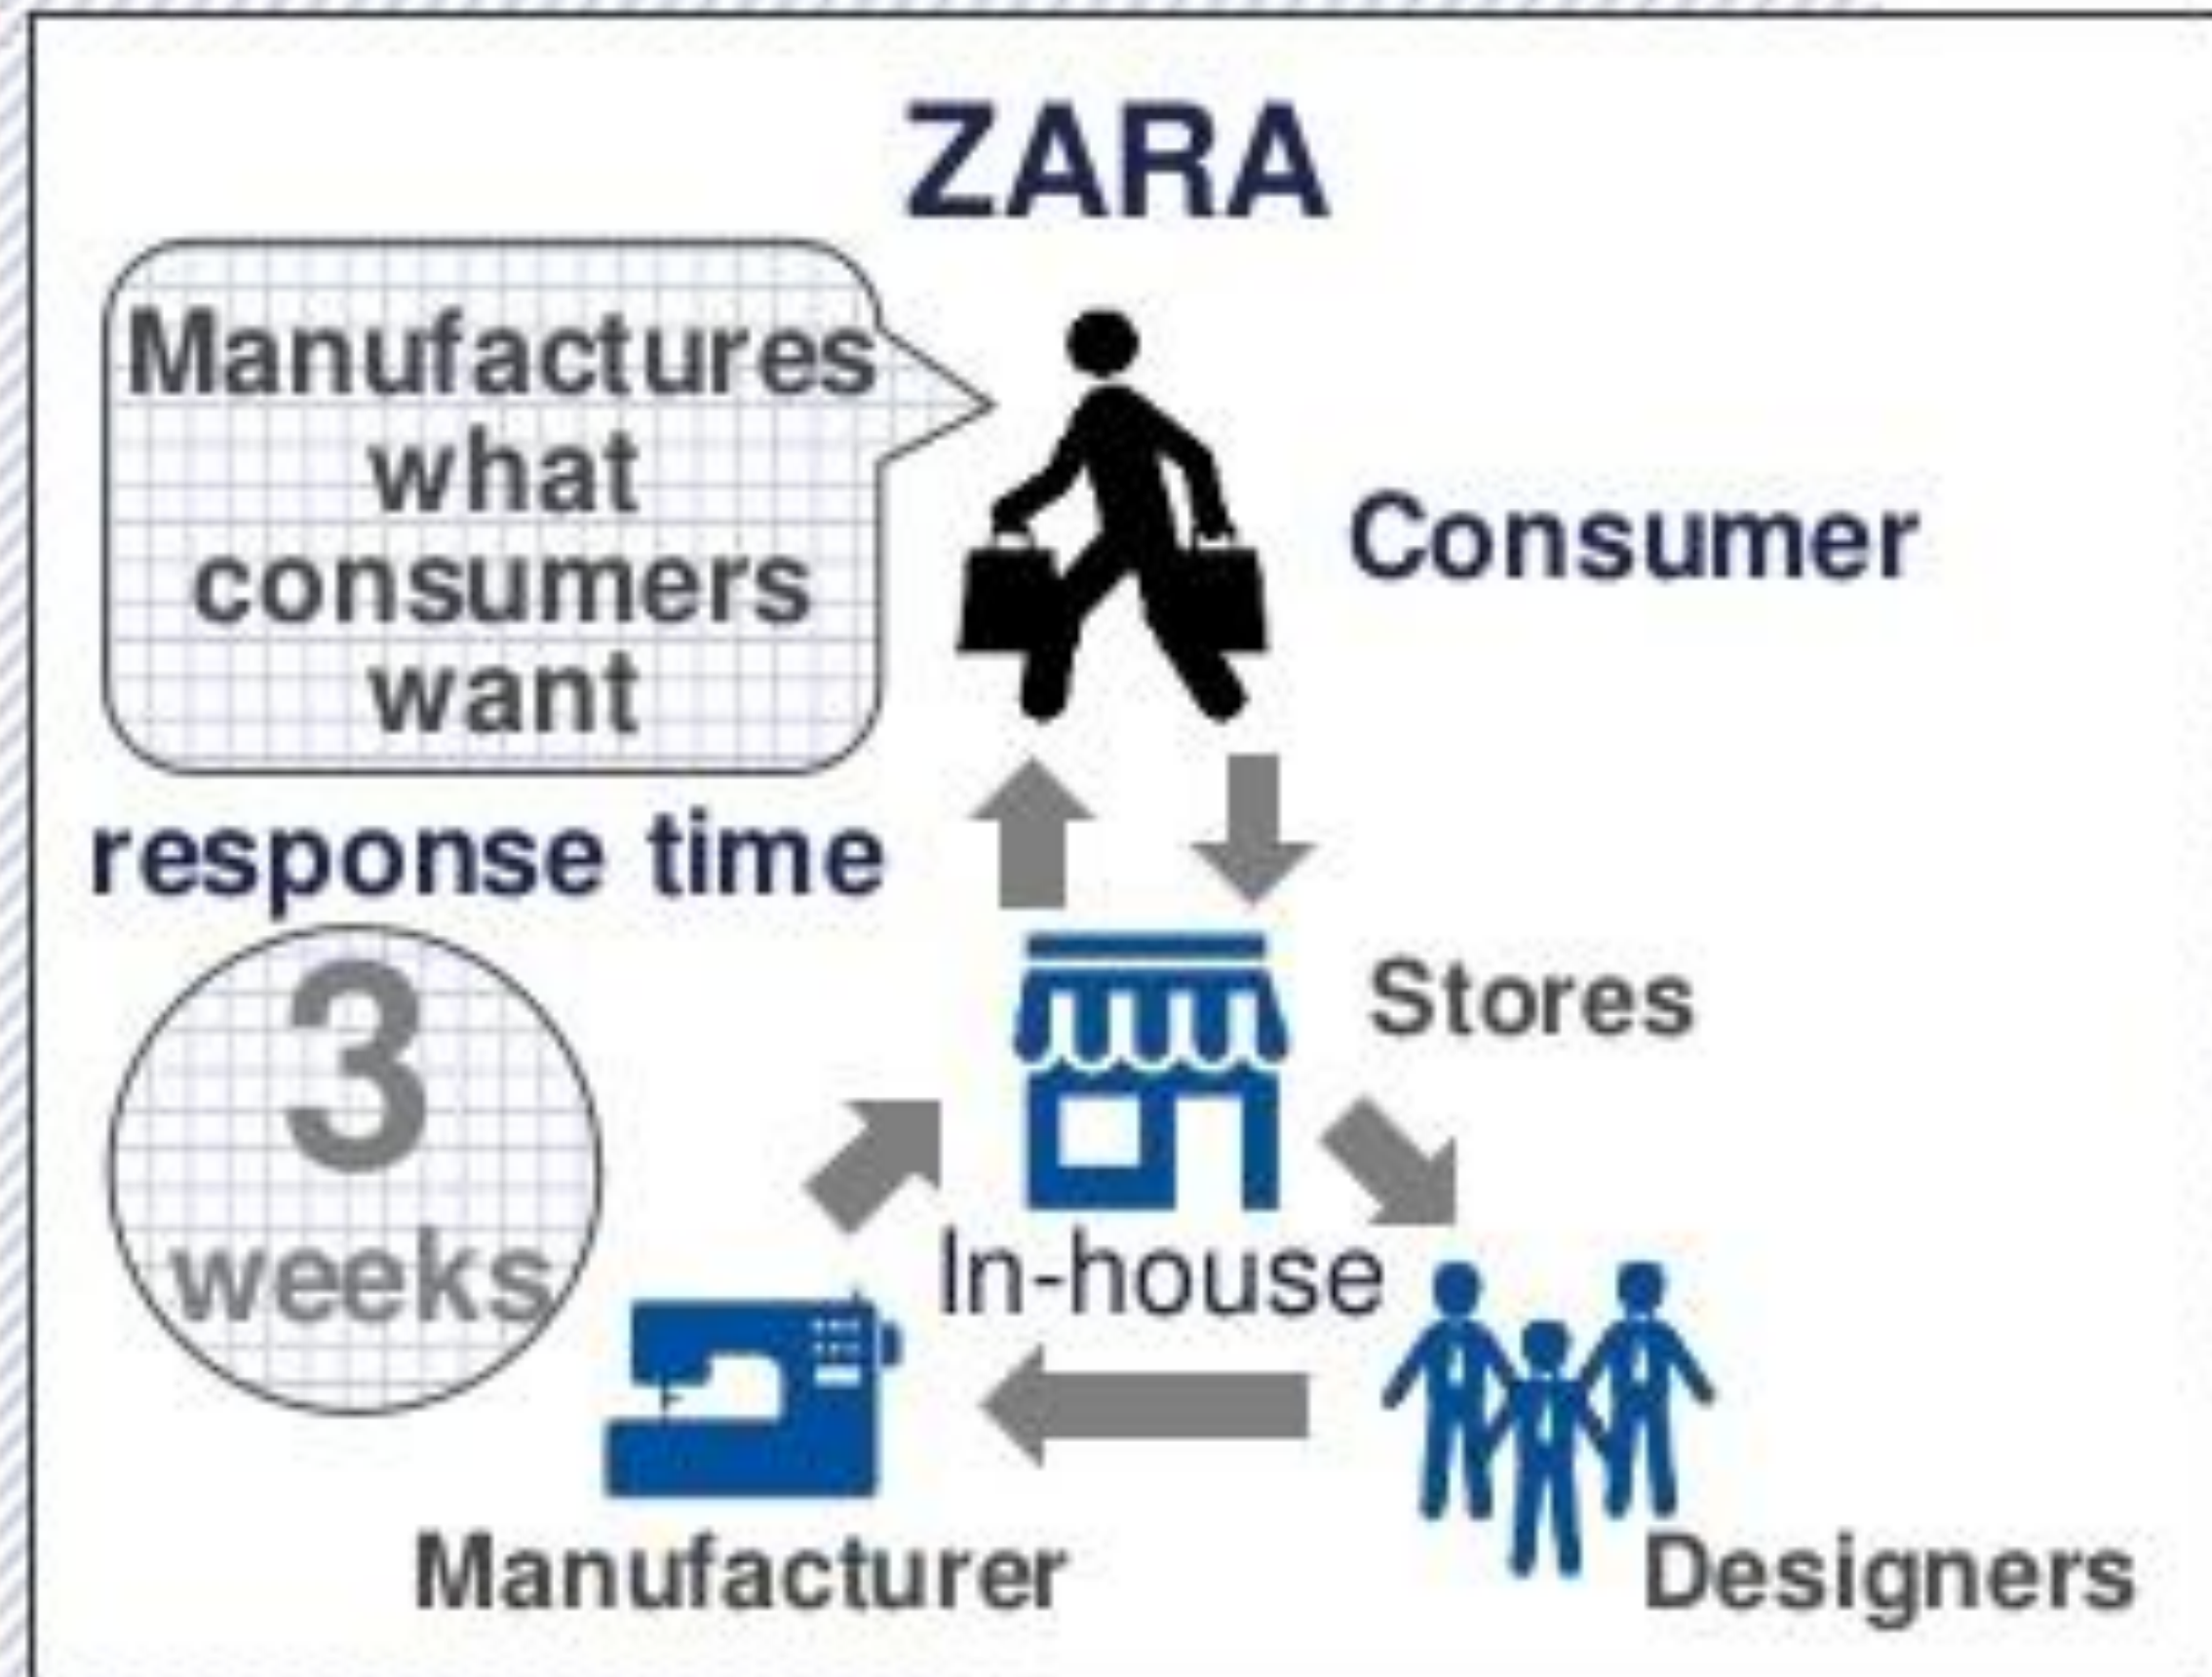 ZARA
Manufactures
what
consumers
want
Consumer
response time
3
weeks
Stores
In-house
Manufacturer
Designers